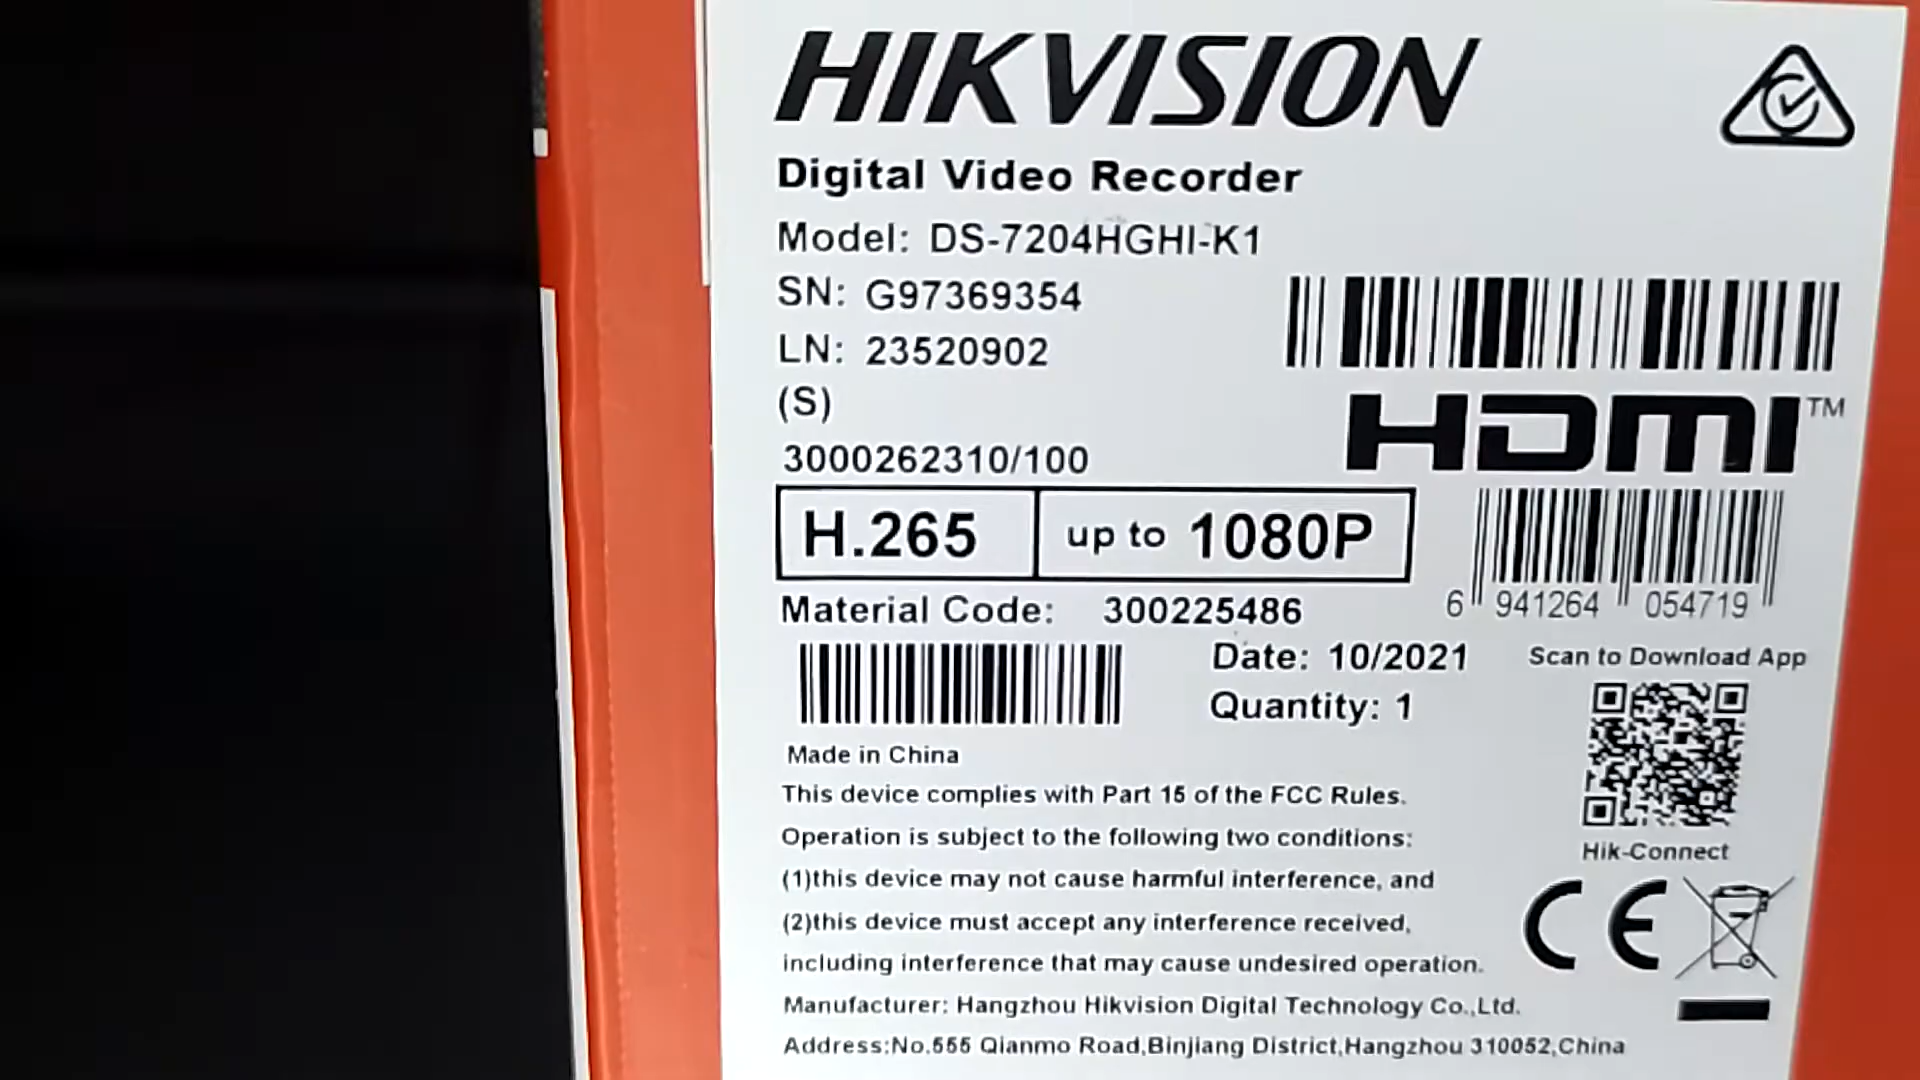 HIKVISION
Digital Video Recorder
Model: DS-7204HGHI-K1
SN: G97369354
LN: 23520902
(S)
HDMI™
3000262310/100
H.265 up to 1080P
6 941264 054719
Material Code: 300225486
Date: 10/2021
Scan to Download App
Quantity: 1
Made in China
This device complies with Part 15 of the FCC Rules.
Operation is subject to the following two conditions:
Hik-Connect
(1)this device may not cause harmful interference, and
(2)this device must accept any interference received,
CE
including interference that may cause undesired operation.
Manufacturer: Hangzhou Hikvision Digital Technology Co.,Ltd.
Address:No.555 Qianmo Road,Binjiang District,Hangzhou 310052,China